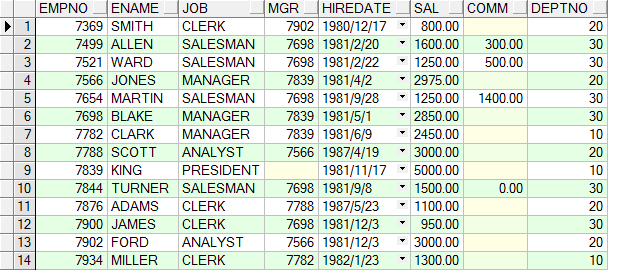 EMPNO ENAME JOB MGR HIREDATE SAL COMM DEPTNO
1 7369 SMITH CLERK 7902 1980/12/17 800.00 20
2 7499 ALLEN SALESMAN 7698 1981/2/20 1600.00 300.00 30
3 7521 WARD SALESMAN 7698 1981/2/22 1250.00 500.00 30
4 7566 JONES MANAGER 7839 1981/4/2 2975.00 20
5 7654 MARTIN SALESMAN 7698 1981/9/28 1250.00 1400.00 30
6 7698 BLAKE MANAGER 7839 1981/5/1 2850.00 30
7 7782 CLARK MANAGER 7839 1981/6/9 2450.00 10
8 7788 SCOTT ANALYST 7566 1987/4/19 3000.00 20
9 7839 KING PRESIDENT 1981/11/17 5000.00 10
10 7844 TURNER SALESMAN 7698 1981/9/8 1500.00 0.00 30
11 7876 ADAMS CLERK 7788 1987/5/23 1100.00 20
12 7900 JAMES CLERK 7698 1981/12/3 950.00 30
13 7902 FORD ANALYST 7566 1981/12/3 3000.00 20
14 7934 MILLER CLERK 7782 1982/1/23 1300.00 10